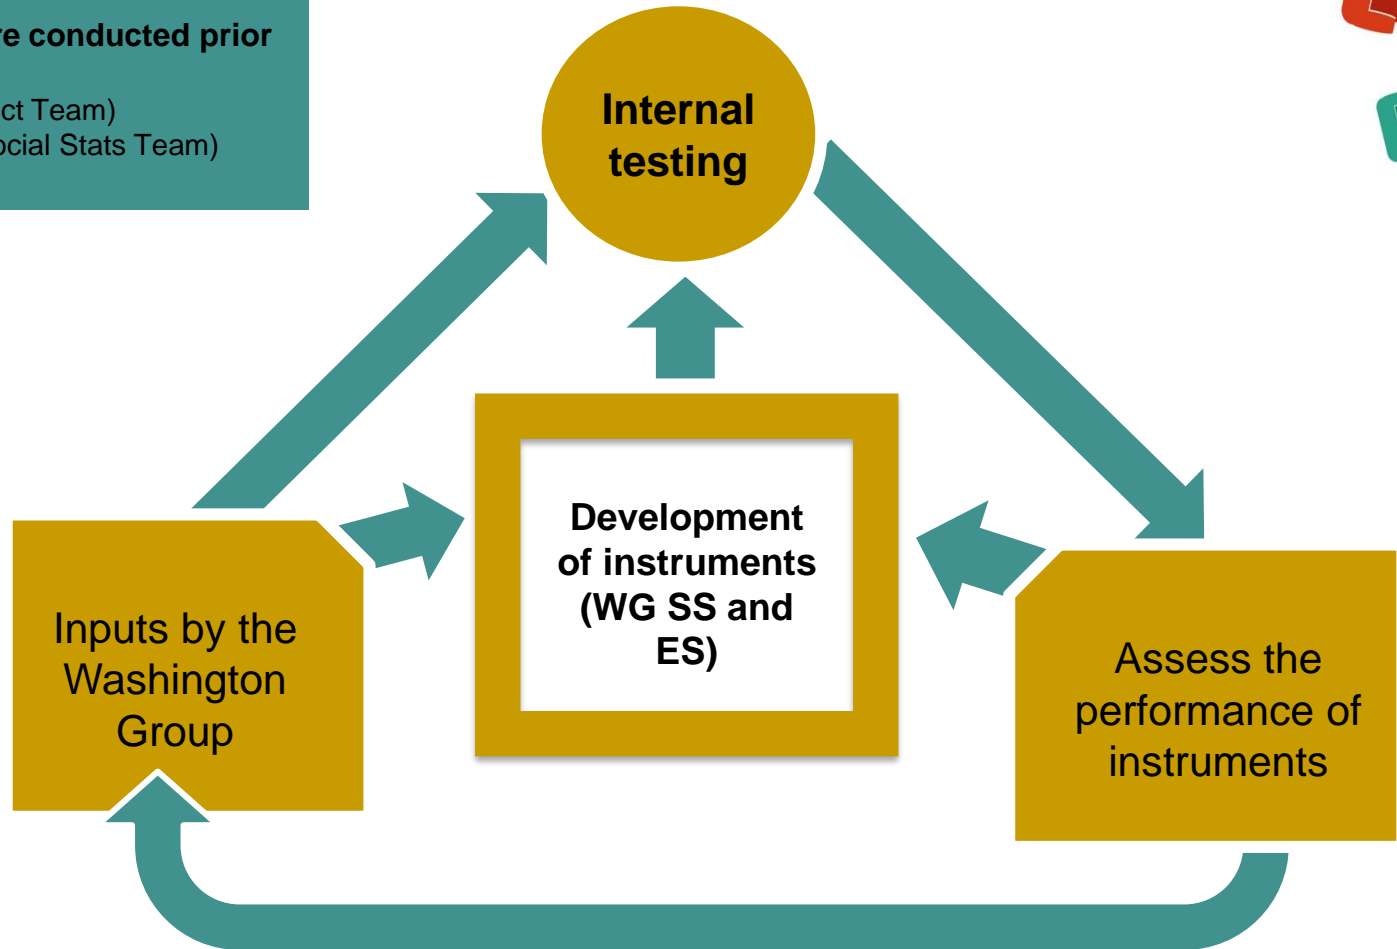 re conducted prior
ct Team)
ocial Stats Team)
Internal
testing
Development
of instruments
(WG SS and
ES)
Inputs by the
Washington
Group
Assess the
performance of
instruments